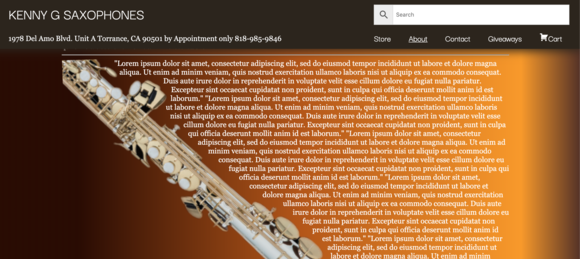 KENNY G SAXOPHONES
Search
1978 Del Amo Blvd. Unit A Torrance, CA 90501 by Appointment only 818-985-9846
Store About Contact Giveaways Cart
"Lorem ipsum dolor sit amet, consectetur adipiscing elit, sed do eiusmod tempor incididunt ut labore et dolore magna
aliqua. Ut enim ad minim veniam, quis nostrud exercitation ullamco laboris nisi ut aliquip ex ea commodo consequat.
Duis aute irure dolor in reprehenderit in voluptate velit esse cillum dolore eu fugiat nulla pariatur.
Excepteur sint occaecat cupidatat non proident, sunt in culpa qui officia deserunt mollit anim id est
laborum." "Lorem ipsum dolor sit amet, consectetur adipiscing elit, sed do eiusmod tempor incididunt
ut labore et dolore magna aliqua. Ut enim ad minim veniam, quis nostrud exercitation ullamco laboris
nisi ut aliquip ex ea commodo consequat. Duis aute irure dolor in reprehenderit in voluptate velit esse
cillum dolore eu fugiat nulla pariatur. Excepteur sint occaecat cupidatat non proident, sunt in culpa
qui officia deserunt mollit anim id est laborum." "Lorem ipsum dolor sit amet, consectetur
adipiscing elit, sed do eiusmod tempor incididunt ut labore et dolore magna aliqua. Ut enim ad
minim veniam, quis nostrud exercitation ullamco laboris nisi ut aliquip ex ea commodo
consequat. Duis aute irure dolor in reprehenderit in voluptate velit esse cillum dolore eu
fugiat nulla pariatur. Excepteur sint occaecat cupidatat non proident, sunt in culpa qui
officia deserunt mollit anim id est laborum." "Lorem ipsum dolor sit amet,
consectetur adipiscing elit, sed do eiusmod tempor incididunt ut labore et
dolore magna aliqua. Ut enim ad minim veniam, quis nostrud exercitation
ullamco laboris nisi ut aliquip ex ea commodo consequat. Duis aute
irure dolor in reprehenderit in voluptate velit esse cillum dolore eu
fugiat nulla pariatur. Excepteur sint occaecat cupidatat non
proident, sunt in culpa qui officia deserunt mollit anim id
est laborum." "Lorem ipsum dolor sit amet, consectetur
adipiscing elit, sed do eiusmod tempor incididunt ut
labore et dolore magna aliqua. Ut enim ad minim